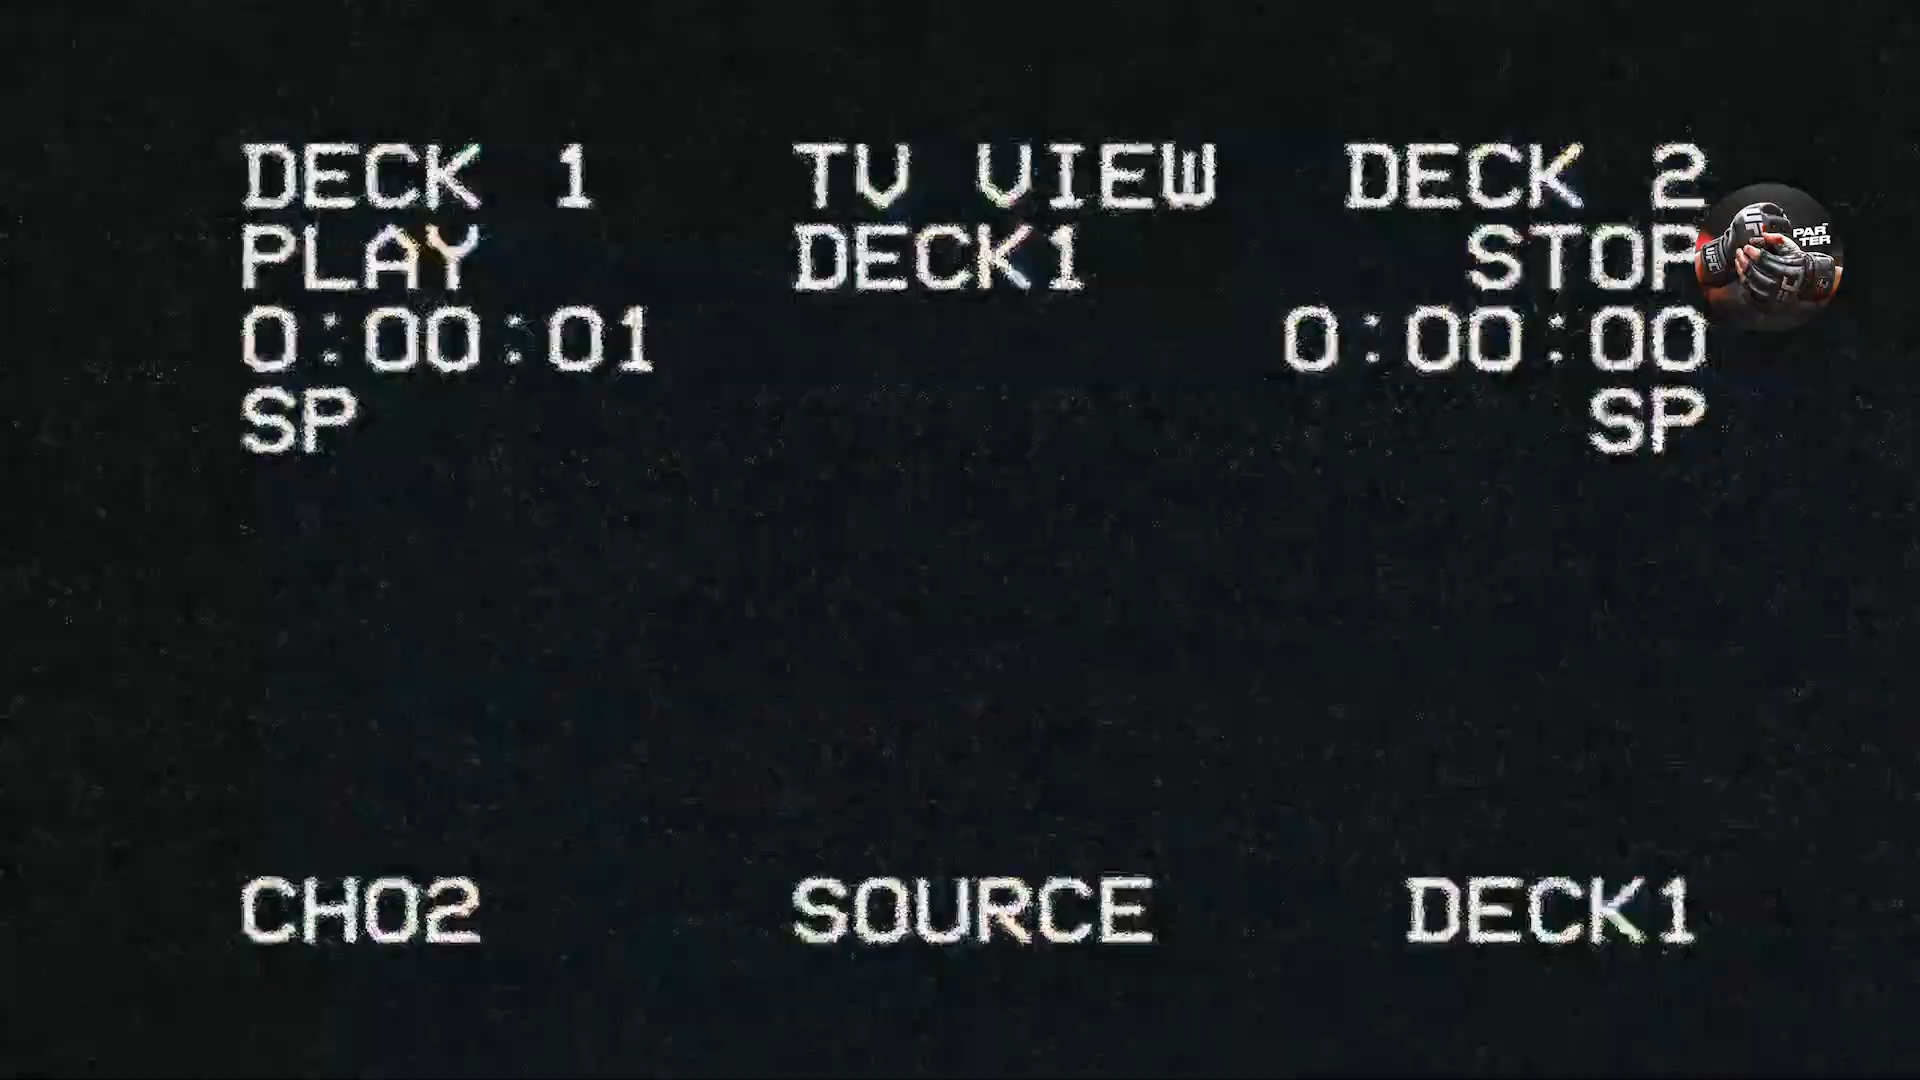 DECK 1 TV VIEW DECK 2
PLAY DECK1 STOP
0:00:01 0:00:00
SP SP
PAR
TER
UFC
CH02 SOURCE DECK1